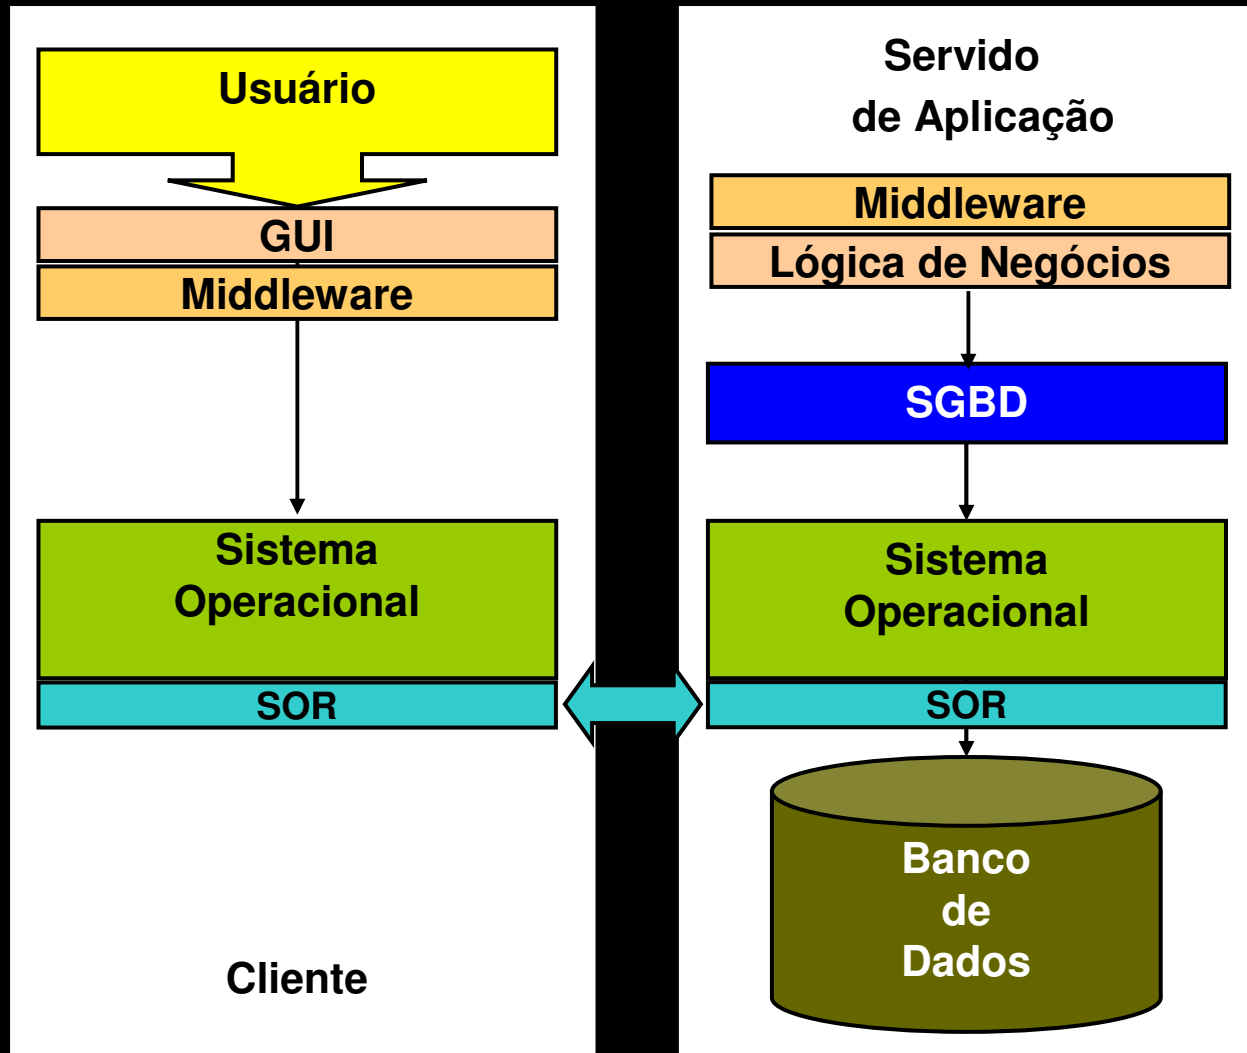 Usuário
GUI
Middleware
Sistema
Operacional
SOR
Cliente
Servido
de Aplicação
Middleware
Lógica de Negócios
SGBD
Sistema
Operacional
SOR
Banco
de
Dados